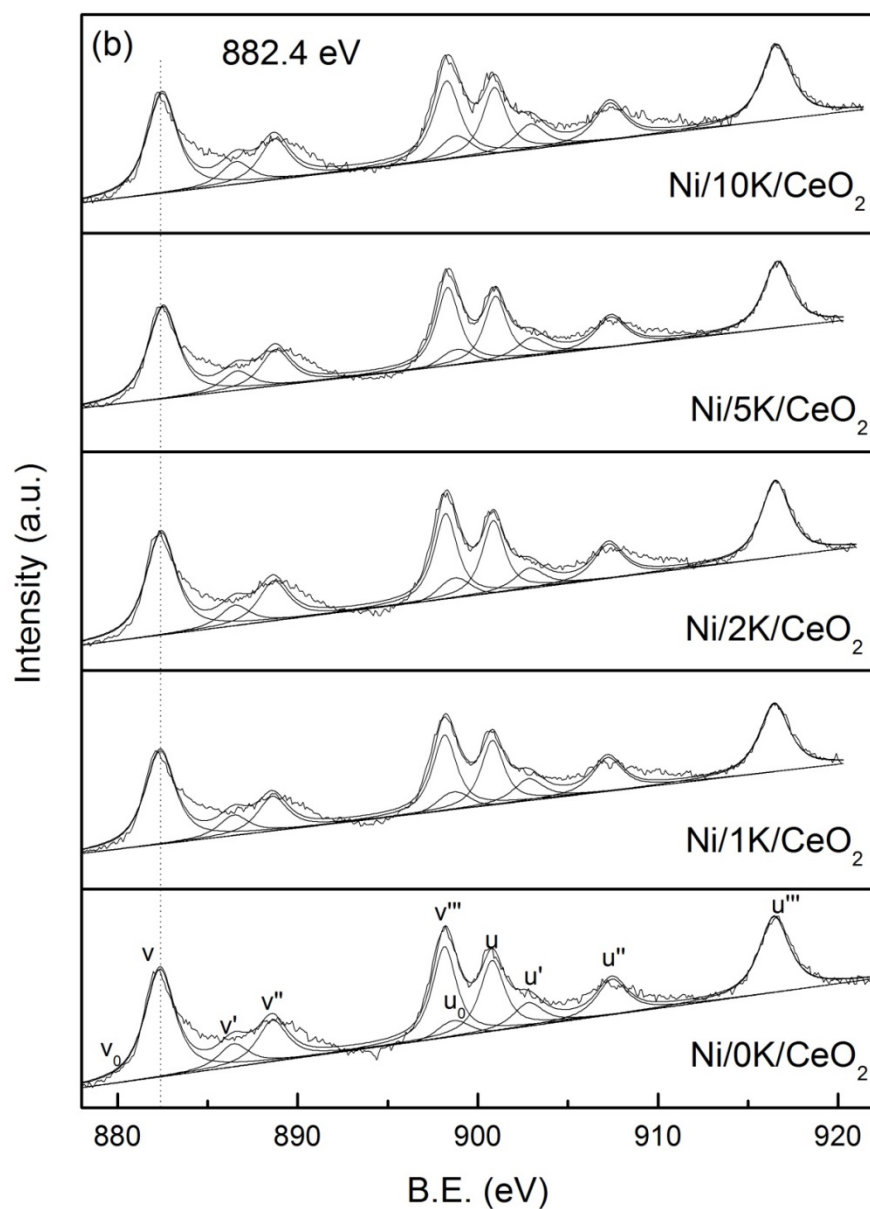 (b)
882.4 eV
Ni/10K/CeO2
Ni/5K/CeO2
Ni/2K/CeO2
Ni/1K/CeO2
v v''' u u'''
v0 v' v'' u0 u' u''
Ni/0K/CeO2
Intensity (a.u.)
880 890 900 910 920
B.E. (eV)